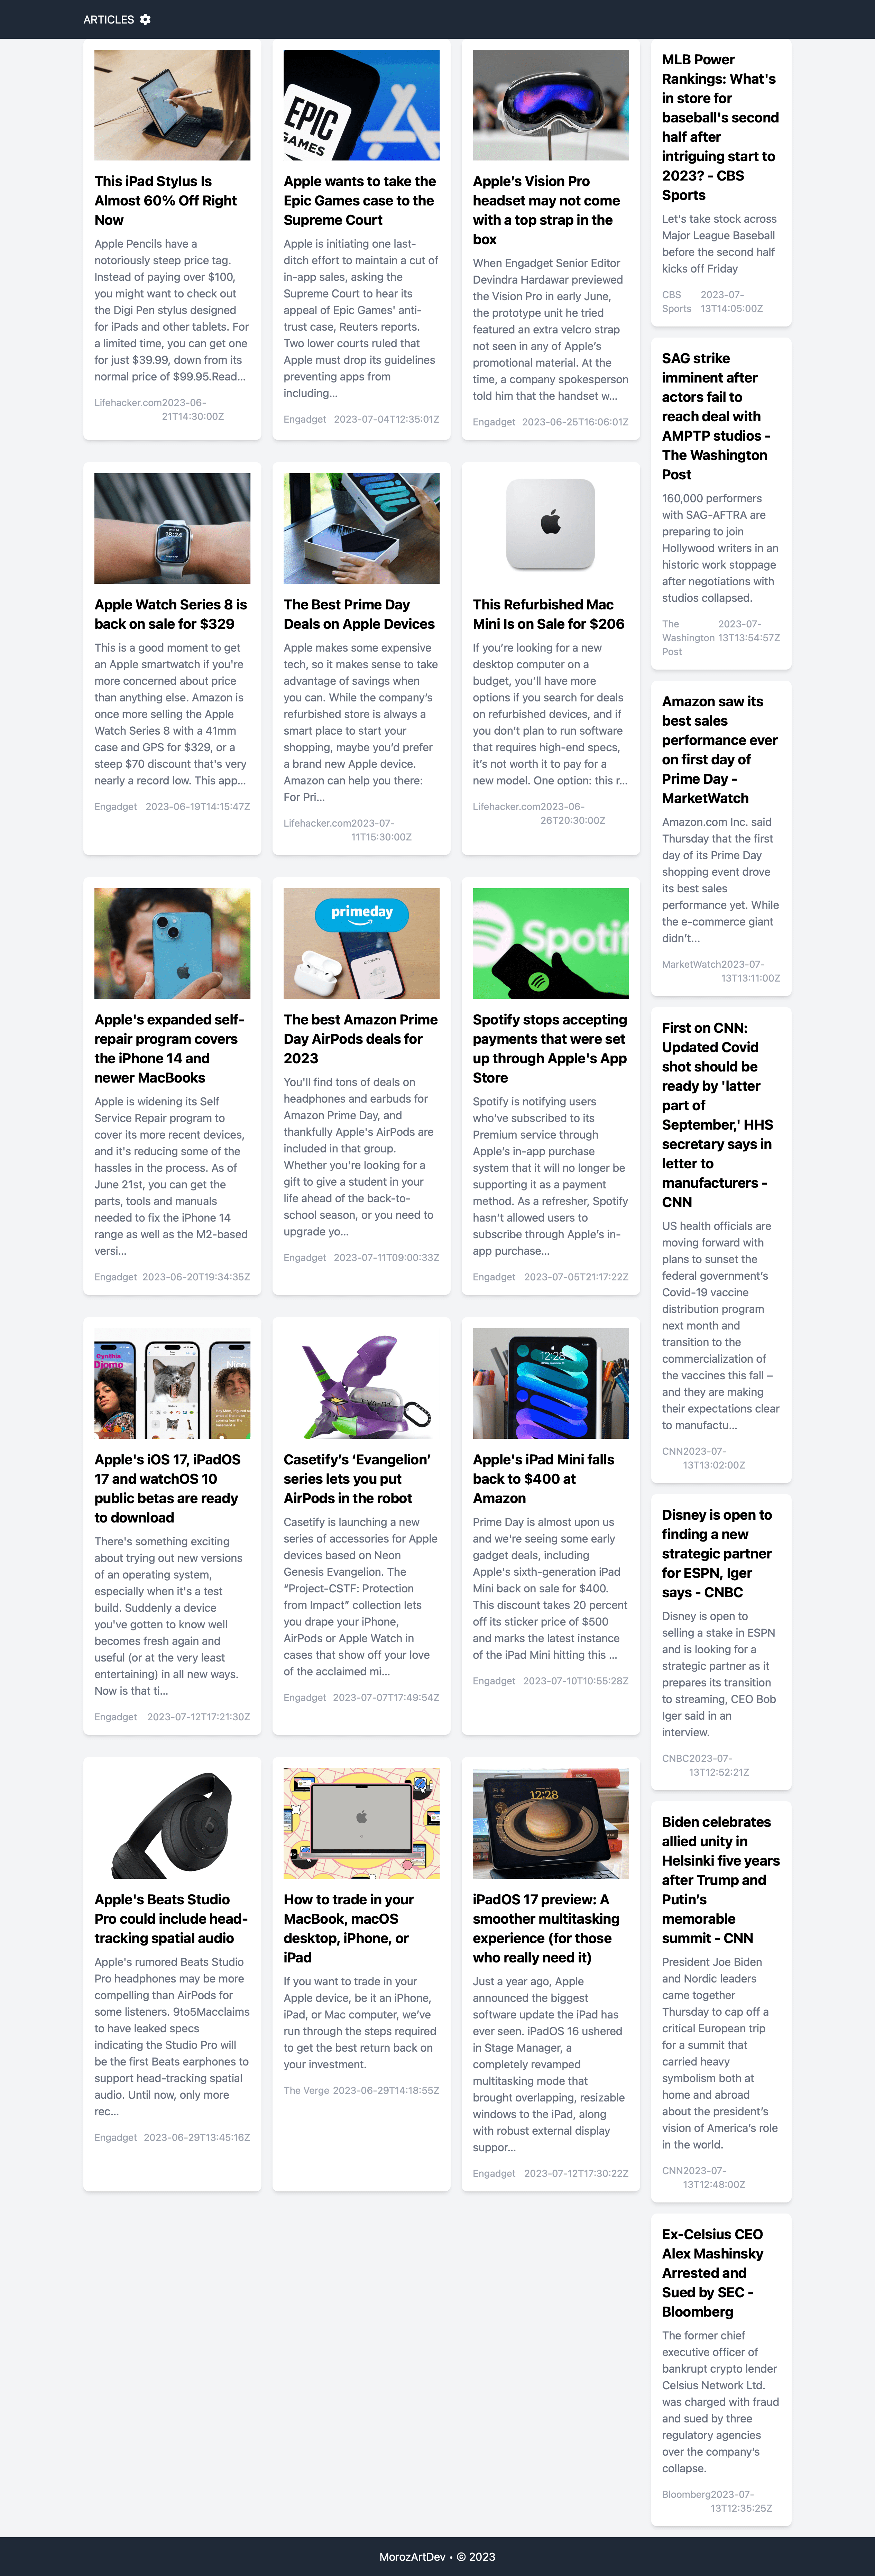 ARTICLES
EPIC
GAMES
This iPad Stylus Is
Almost 60% Off Right
Now
Apple Pencils have a
notoriously steep price tag.
Instead of paying over $100,
you might want to check out
the Digi Pen stylus designed
for iPads and other tablets. For
a limited time, you can get one
for just $39.99, down from its
normal price of $99.95.Read...
Lifehacker.com
2023-06-
21T14:30:00Z
Apple wants to take the
Epic Games case to the
Supreme Court
Apple is initiating one last-
ditch effort to maintain a cut of
in-app sales, asking the
Supreme Court to hear its
appeal of Epic Games' anti-
trust case, Reuters reports.
Two lower courts ruled that
Apple must drop its guidelines
preventing apps from
including...
Engadget 2023-07-04T12:35:01Z
Apple’s Vision Pro
headset may not come
with a top strap in the
box
When Engadget Senior Editor
Devindra Hardawar previewed
the Vision Pro in early June,
the prototype unit he tried
featured an extra velcro strap
not seen in any of Apple’s
promotional material. At the
time, a company spokesperson
told him that the handset w...
Engadget 2023-06-25T16:06:01Z
18:24
Apple Watch Series 8 is
back on sale for $329
This is a good moment to get
an Apple smartwatch if you're
more concerned about price
than anything else. Amazon is
once more selling the Apple
Watch Series 8 with a 41mm
case and GPS for $329, or a
steep $70 discount that's very
nearly a record low. This app...
Engadget 2023-06-19T14:15:47Z
The Best Prime Day
Deals on Apple Devices
Apple makes some expensive
tech, so it makes sense to take
advantage of savings when
you can. While the company’s
refurbished store is always a
smart place to start your
shopping, maybe you’d prefer
a brand new Apple device.
Amazon can help you there:
For Pri...
Lifehacker.com
2023-07-
11T15:30:00Z
This Refurbished Mac
Mini Is on Sale for $206
If you’re looking for a new
desktop computer on a
budget, you’ll have more
options if you search for deals
on refurbished devices, and if
you don’t plan to run software
that requires high-end specs,
it’s not worth it to pay for a
new model. One option: this r...
Lifehacker.com
2023-06-
26T20:30:00Z
Apple's expanded self-
repair program covers
the iPhone 14 and
newer MacBooks
Apple is widening its Self
Service Repair program to
cover its more recent devices,
and it's reducing some of the
hassles in the process. As of
June 21st, you can get the
parts, tools and manuals
needed to fix the iPhone 14
range as well as the M2-based
versi...
Engadget 2023-06-20T19:34:35Z
primeday
The best Amazon Prime
Day AirPods deals for
2023
You'll find tons of deals on
headphones and earbuds for
Amazon Prime Day, and
thankfully Apple's AirPods are
included in that group.
Whether you're looking for a
gift to give a student in your
life ahead of the back-to-
school season, or you need to
upgrade yo...
Engadget 2023-07-11T09:00:33Z
Spotif
Spotify stops accepting
payments that were set
up through Apple's App
Store
Spotify is notifying users
who’ve subscribed to its
Premium service through
Apple’s in-app purchase
system that it will no longer be
supporting it as a payment
method. As a refresher, Spotify
hasn’t allowed users to
subscribe through Apple’s in-
app purchase...
Engadget 2023-07-05T21:17:22Z
Cynthia
Djomo
Nico
Apple's iOS 17, iPadOS
17 and watchOS 10
public betas are ready
to download
There's something exciting
about trying out new versions
of an operating system,
especially when it's a test
build. Suddenly a device
you've gotten to know well
becomes fresh again and
useful (or at the very least
entertaining) in all new ways.
Now is that ti...
Engadget 2023-07-12T17:21:30Z
Casetify’s ‘Evangelion’
series lets you put
AirPods in the robot
Casetify is launching a new
series of accessories for Apple
devices based on Neon
Genesis Evangelion. The
“Project-CSTF: Protection
from Impact” collection lets
you drape your iPhone,
AirPods or Apple Watch in
cases that show off your love
of the acclaimed mi...
Engadget 2023-07-07T17:49:54Z
12:28
Apple's iPad Mini falls
back to $400 at
Amazon
Prime Day is almost upon us
and we're seeing some early
gadget deals, including
Apple's sixth-generation iPad
Mini back on sale for $400.
This discount takes 20 percent
off its sticker price of $500
and marks the latest instance
of the iPad Mini hitting this ...
Engadget 2023-07-10T10:55:28Z
Apple's Beats Studio
Pro could include head-
tracking spatial audio
Apple's rumored Beats Studio
Pro headphones may be more
compelling than AirPods for
some listeners. 9to5Macclaims
to have leaked specs
indicating the Studio Pro will
be the first Beats earphones to
support head-tracking spatial
audio. Until now, only more
rec...
Engadget 2023-06-29T13:45:16Z
How to trade in your
MacBook, macOS
desktop, iPhone, or
iPad
If you want to trade in your
Apple device, be it an iPhone,
iPad, or Mac computer, we’ve
run through the steps required
to get the best return back on
your investment.
The Verge 2023-06-29T14:18:55Z
12:28
iPadOS 17 preview: A
smoother multitasking
experience (for those
who really need it)
Just a year ago, Apple
announced the biggest
software update the iPad has
ever seen. iPadOS 16 ushered
in Stage Manager, a
completely revamped
multitasking mode that
brought overlapping, resizable
windows to the iPad, along
with robust external display
suppor...
Engadget 2023-07-12T17:30:22Z
MLB Power
Rankings: What's
in store for
baseball's second
half after
intriguing start to
2023? - CBS
Sports
Let's take stock across
Major League Baseball
before the second half
kicks off Friday
CBS
Sports
2023-07-
13T14:05:00Z
SAG strike
imminent after
actors fail to
reach deal with
AMPTP studios -
The Washington
Post
160,000 performers
with SAG-AFTRA are
preparing to join
Hollywood writers in an
historic work stoppage
after negotiations with
studios collapsed.
The
Washington
Post
2023-07-
13T13:54:57Z
Amazon saw its
best sales
performance ever
on first day of
Prime Day -
MarketWatch
Amazon.com Inc. said
Thursday that the first
day of its Prime Day
shopping event drove
its best sales
performance yet. While
the e-commerce giant
didn’t...
MarketWatch
2023-07-
13T13:11:00Z
First on CNN:
Updated Covid
shot should be
ready by 'latter
part of
September,' HHS
secretary says in
letter to
manufacturers -
CNN
US health officials are
moving forward with
plans to sunset the
federal government’s
Covid-19 vaccine
distribution program
next month and
transition to the
commercialization of
the vaccines this fall –
and they are making
their expectations clear
to manufactu...
CNN
2023-07-
13T13:02:00Z
Disney is open to
finding a new
strategic partner
for ESPN, Iger
says - CNBC
Disney is open to
selling a stake in ESPN
and is looking for a
strategic partner as it
prepares its transition
to streaming, CEO Bob
Iger said in an
interview.
CNBC
2023-07-
13T12:52:21Z
Biden celebrates
allied unity in
Helsinki five years
after Trump and
Putin’s
memorable
summit - CNN
President Joe Biden
and Nordic leaders
came together
Thursday to cap off a
critical European trip
for a summit that
carried heavy
symbolism both at
home and abroad
about the president’s
vision of America’s role
in the world.
CNN
2023-07-
13T12:48:00Z
Ex-Celsius CEO
Alex Mashinsky
Arrested and
Sued by SEC -
Bloomberg
The former chief
executive officer of
bankrupt crypto lender
Celsius Network Ltd.
was charged with fraud
and sued by three
regulatory agencies
over the company’s
collapse.
Bloomberg
2023-07-
13T12:35:25Z
MorozArtDev • © 2023